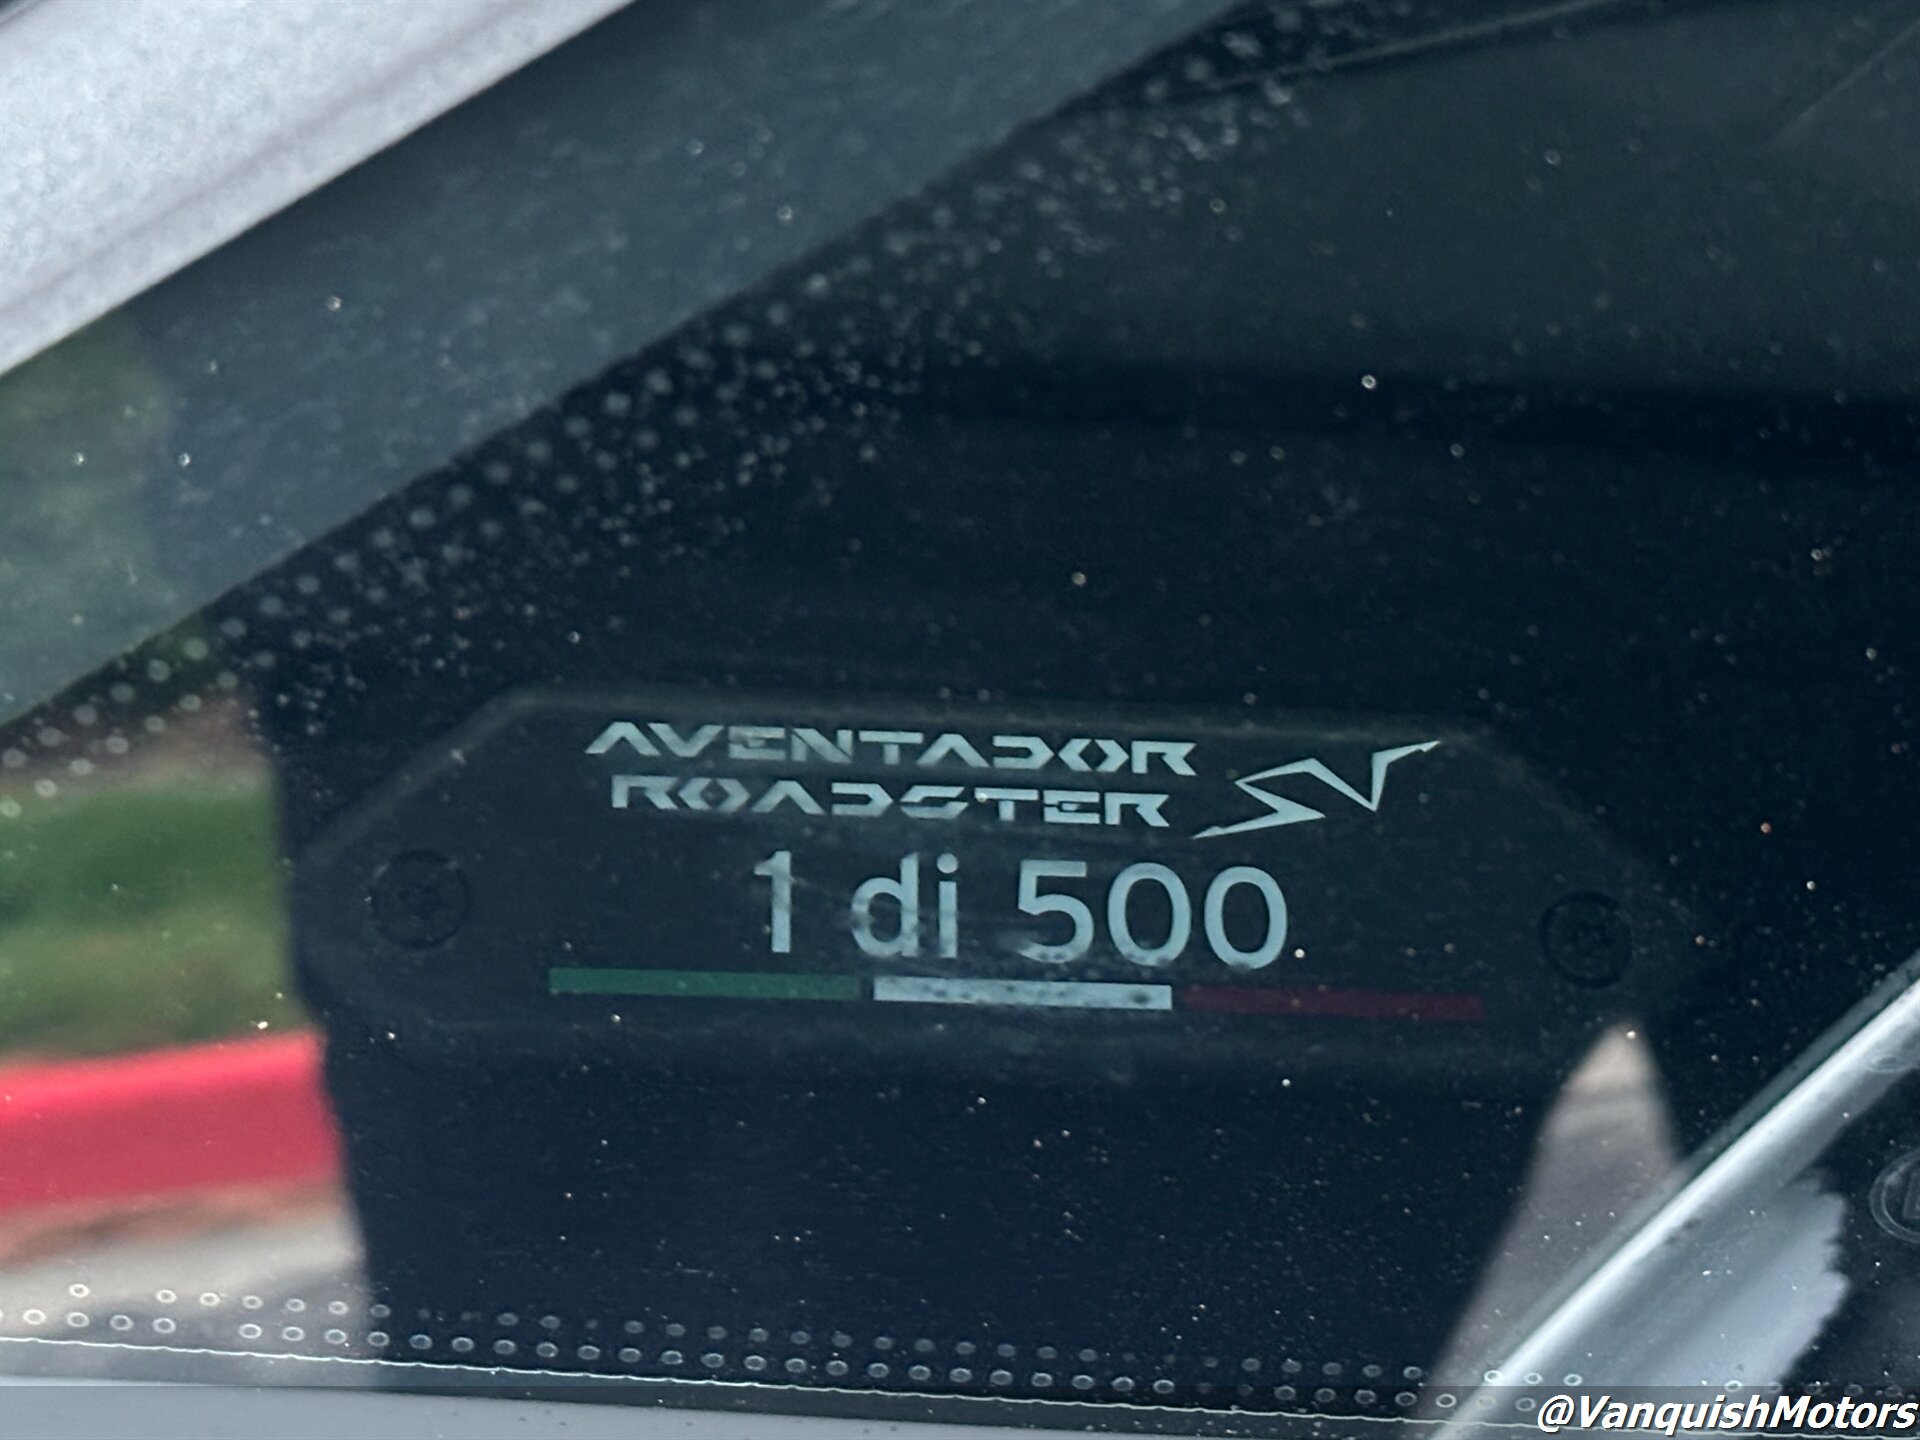 AVENTADOR
ROADSTER SV
1 di 500
@VanquishMotors